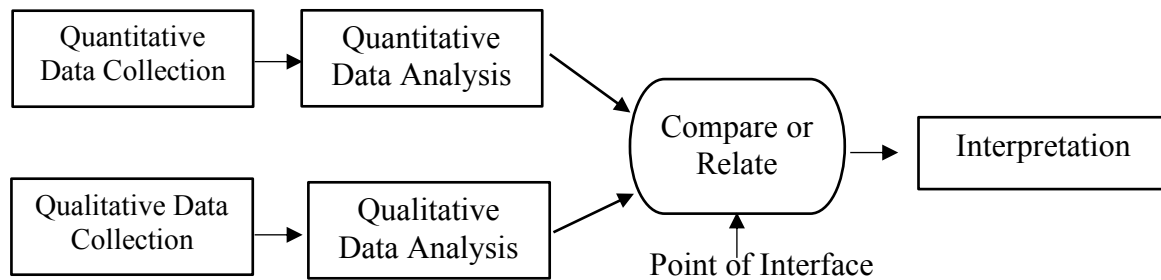 Quantitative
Data Collection
Quantitative
Data Analysis
Compare or
Relate
Interpretation
Qualitative Data
Collection
Qualitative
Data Analysis
Point of Interface